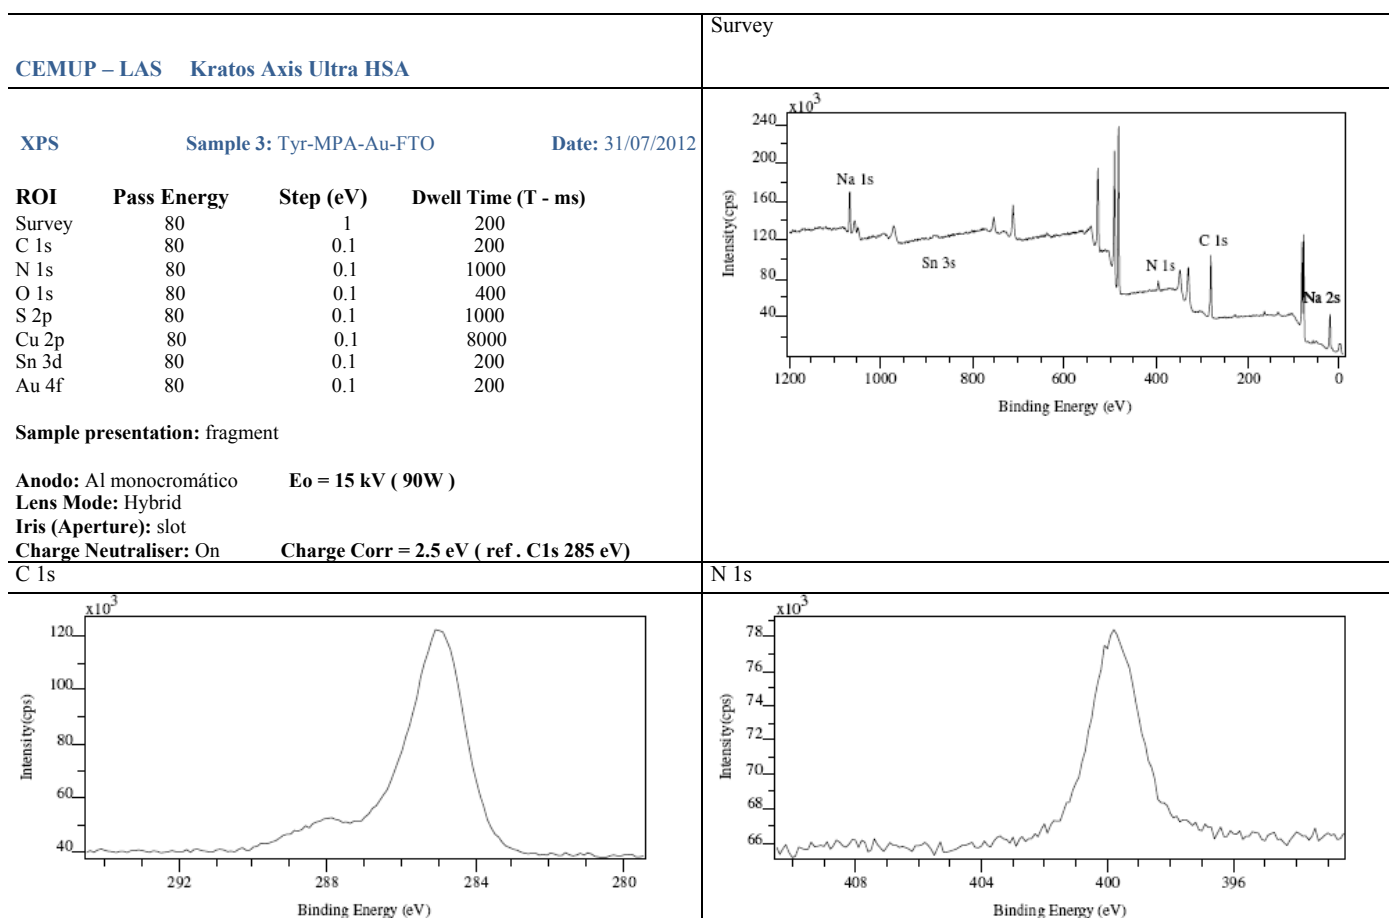 Survey
CEMUP – LAS Kratos Axis Ultra HSA
XPS Sample 3: Tyr-MPA-Au-FTO Date: 31/07/2012
ROI Pass Energy Step (eV) Dwell Time (T - ms)
Survey 80 1 200
C 1s 80 0.1 200
N 1s 80 0.1 1000
O 1s 80 0.1 400
S 2p 80 0.1 1000
Cu 2p 80 0.1 8000
Sn 3d 80 0.1 200
Au 4f 80 0.1 200
Sample presentation: fragment
Anodo: Al monocromático Eo = 15 kV ( 90W )
Lens Mode: Hybrid
Iris (Aperture): slot
Charge Neutraliser: On Charge Corr = 2.5 eV ( ref . C1s 285 eV)
x10³
240
200
160
120
80
40
Intensity(cps)
Na 1s
Sn 3s
N 1s
C 1s
Na 2s
1200 1000 800 600 400 200 0
Binding Energy (eV)
C 1s
x10³
120
100
80
60
40
Intensity(cps)
292 288 284 280
Binding Energy (eV)
N 1s
x10³
78
76
74
72
70
68
66
Intensity(cps)
408 404 400 396
Binding Energy (eV)